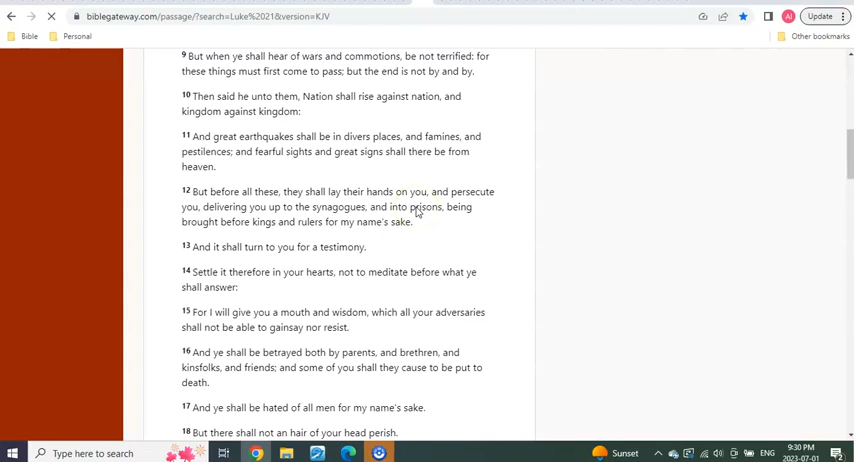 biblegateway.com/passage/?search=Luke%2021&version=KJV
AI
Update
Bible
Personal
Other bookmarks
9 But when ye shall hear of wars and commotions, be not terrified: for
these things must first come to pass; but the end is not by and by.
10 Then said he unto them, Nation shall rise against nation, and
kingdom against kingdom:
11 And great earthquakes shall be in divers places, and famines, and
pestilences; and fearful sights and great signs shall there be from
heaven.
12 But before all these, they shall lay their hands on you, and persecute
you, delivering you up to the synagogues, and into prisons, being
brought before kings and rulers for my name's sake.
13 And it shall turn to you for a testimony.
14 Settle it therefore in your hearts, not to meditate before what ye
shall answer:
15 For I will give you a mouth and wisdom, which all your adversaries
shall not be able to gainsay nor resist.
16 And ye shall be betrayed both by parents, and brethren, and
kinsfolks, and friends; and some of you shall they cause to be put to
death.
17 And ye shall be hated of all men for my name's sake.
18 But there shall not an hair of your head perish.
Type here to search
Sunset
ENG
9:30 PM
2023-07-01
2